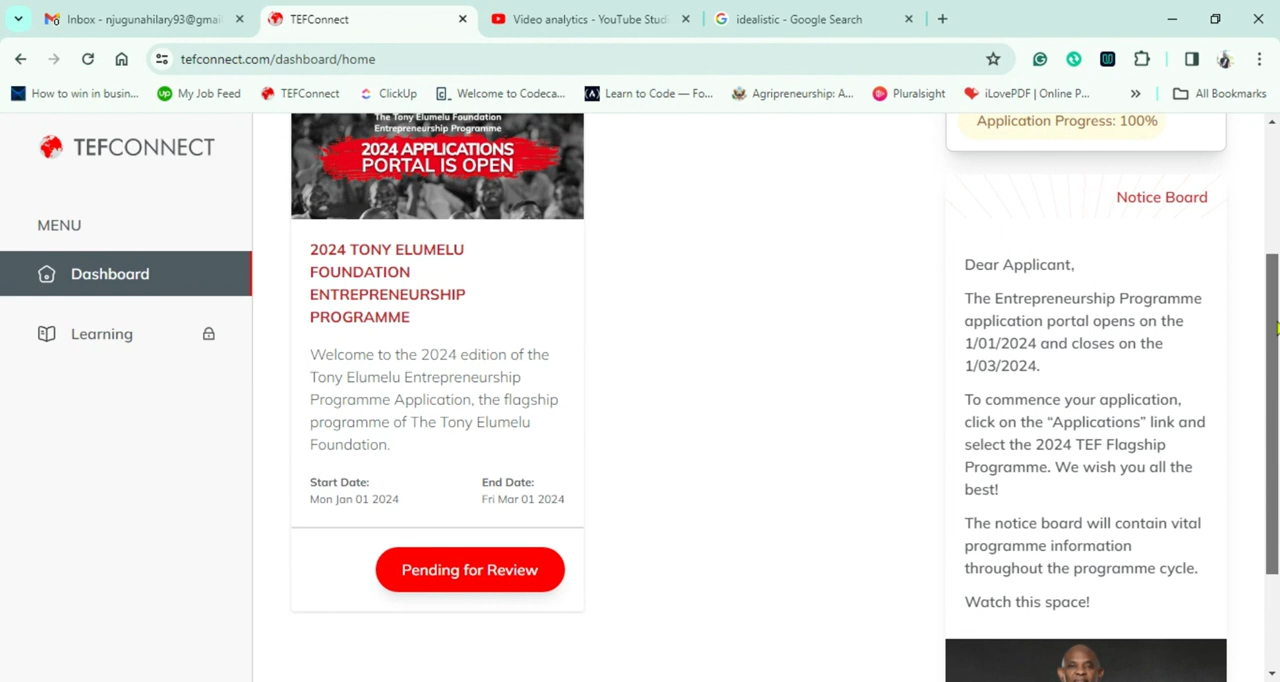 Inbox - njugunahilary93@gmai
TEFConnect
Video analytics - YouTube Stud
idealistic - Google Search
tefconnect.com/dashboard/home
How to win in busin...
My Job Feed
TEFConnect
ClickUp
Welcome to Codeca...
Learn to Code — Fo...
Agripreneurship: A...
Pluralsight
iLovePDF | Online P...
All Bookmarks
TEFCONNECT
MENU
Dashboard
Learning
The Tony Elumelu Foundation
Entrepreneurship Programme
2024 APPLICATIONS
PORTAL IS OPEN
2024 TONY ELUMELU
FOUNDATION
ENTREPRENEURSHIP
PROGRAMME
Welcome to the 2024 edition of the
Tony Elumelu Entrepreneurship
Programme Application, the flagship
programme of The Tony Elumelu
Foundation.
Start Date:
Mon Jan 01 2024
End Date:
Fri Mar 01 2024
Pending for Review
Application Progress: 100%
Notice Board
Dear Applicant,
The Entrepreneurship Programme
application portal opens on the
1/01/2024 and closes on the
1/03/2024.
To commence your application,
click on the “Applications” link and
select the 2024 TEF Flagship
Programme. We wish you all the
best!
The notice board will contain vital
programme information
throughout the programme cycle.
Watch this space!